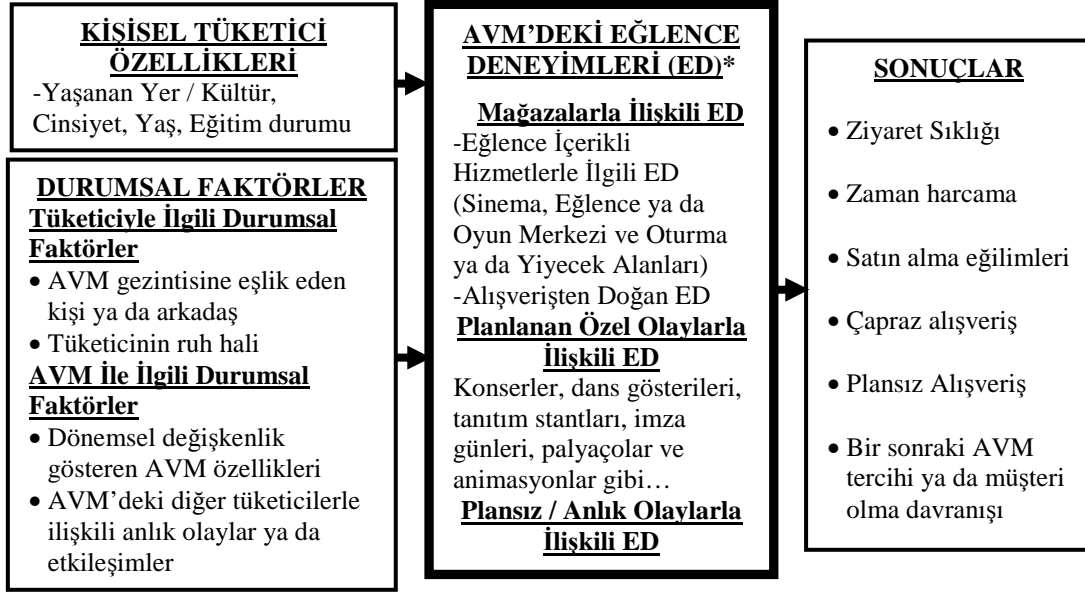 KİŞİSEL TÜKETİCİ
ÖZELLİKLERİ
-Yaşanan Yer / Kültür,
Cinsiyet, Yaş, Eğitim durumu
DURUMSAL FAKTÖRLER
Tüketiciyle İlgili Durumsal
Faktörler
• AVM gezintisine eşlik eden
kişi ya da arkadaş
• Tüketicinin ruh hali
AVM İle İlgili Durumsal
Faktörler
• Dönemsel değişkenlik
gösteren AVM özellikleri
• AVM’deki diğer tüketicilerle
ilişkili anlık olaylar ya da
etkileşimler
AVM’DEKİ EĞLENCE
DENEYİMLERİ (ED)*
Mağazalarla İlişkili ED
-Eğlence İçerikli
Hizmetlerle İlgili ED
(Sinema, Eğlence ya da
Oyun Merkezi ve Oturma
ya da Yiyecek Alanları)
-Alışverişten Doğan ED
Planlanan Özel Olaylarla
İlişkili ED
Konserler, dans gösterileri,
tanıtım stantları, imza
günleri, palyaçolar ve
animasyonlar gibi…
Plansız / Anlık Olaylarla
İlişkili ED
SONUÇLAR
• Ziyaret Sıklığı
• Zaman harcama
• Satın alma eğilimleri
• Çapraz alışveriş
• Plansız Alışveriş
• Bir sonraki AVM
tercihi ya da müşteri
olma davranışı